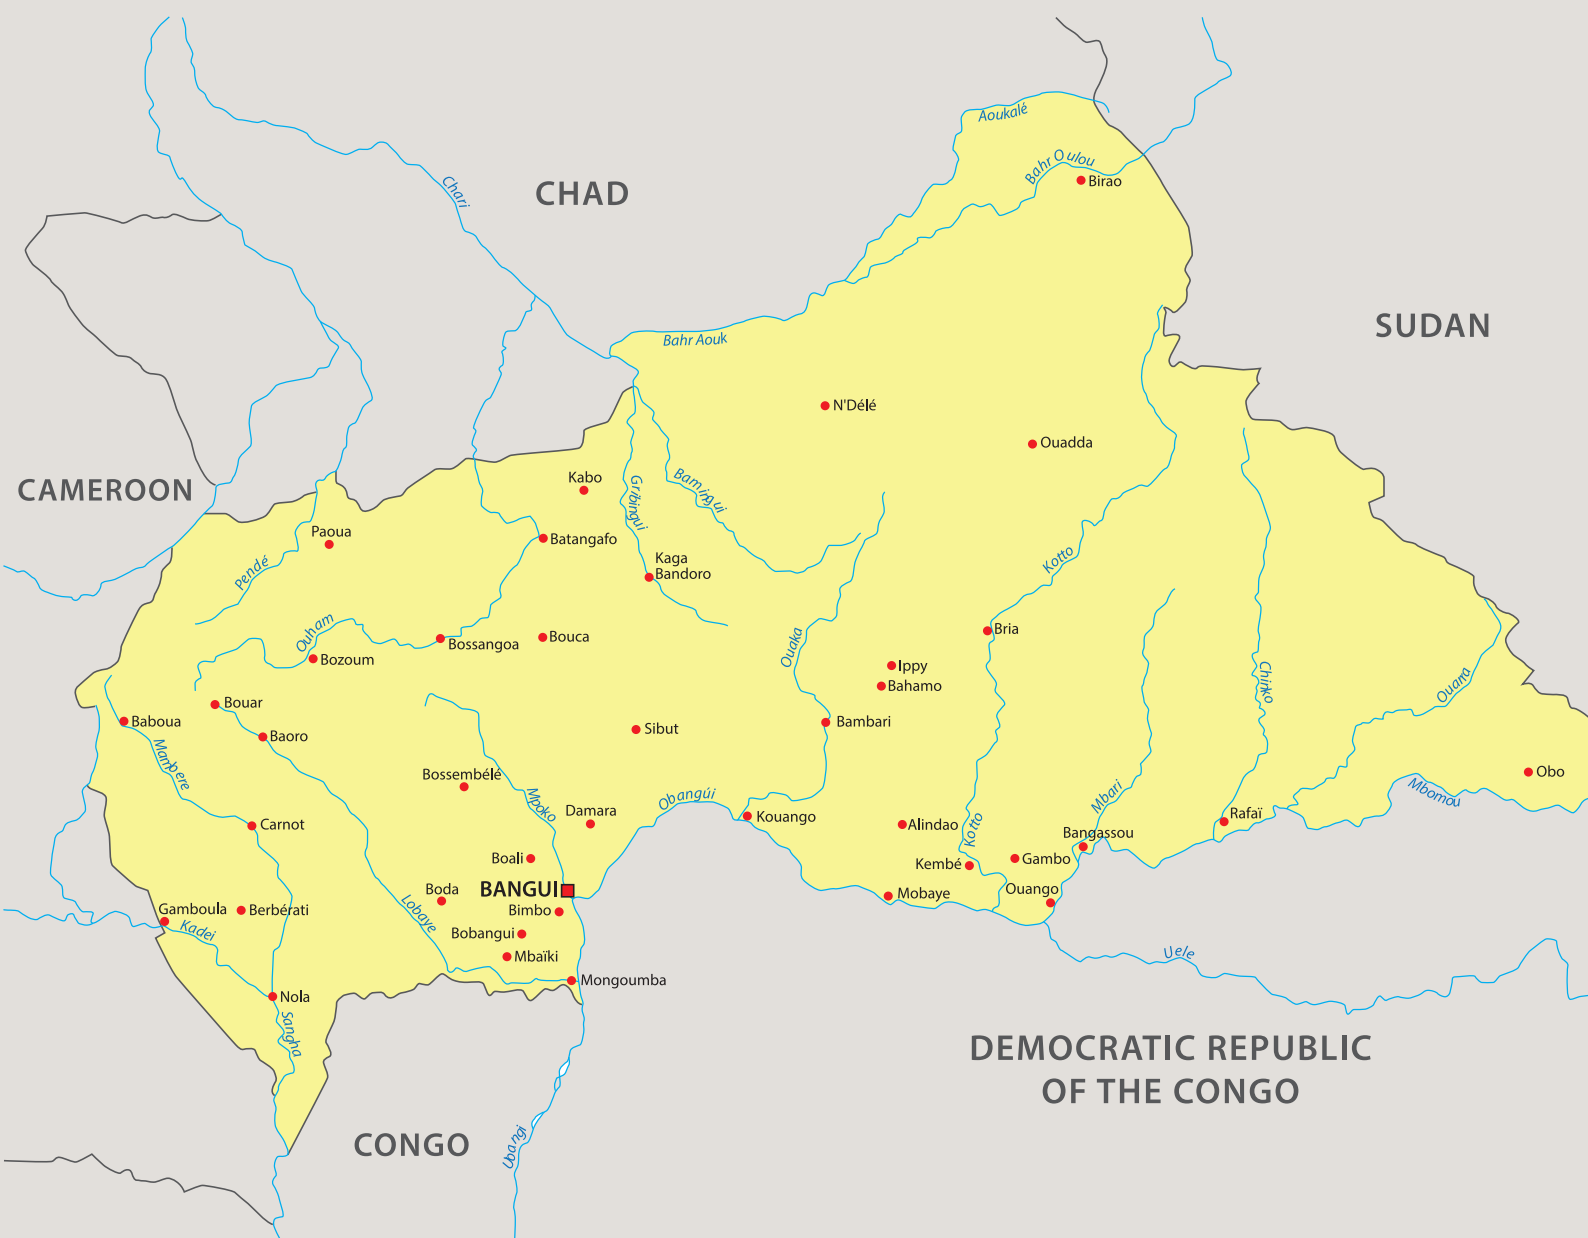 Aoukalé
Bahr Oulou
Birao
Chari
CHAD
SUDAN
Bahr Aouk
N'Délé
Ouadda
CAMEROON
Kabo
Gribingui
Bamingui
Paoua
Batangafo
Pendé
Kaga
Bandoro
Kotto
Ouham
Bouca
Bossangoa
Bozoum
Ouaka
Bria
Ippy
Bahamo
Chinko
Ouarra
Bouar
Baboua
Baoro
Sibut
Bambari
Mambere
Bossembélé
Mpoko
Damara
Obangúi
Kouango
Mbari
Obo
Mbomou
Rafaï
Carnot
Alindao
Kotto
Bangassou
Boali
Kembé
Gambo
Boda
BANGUI
Mobaye
Ouango
Gamboula
Berbérati
Lobaye
Bimbo
Kadei
Bobangui
Mbaïki
Uele
Mongoumba
Nola
Sangha
DEMOCRATIC REPUBLIC
OF THE CONGO
CONGO
Ubangi